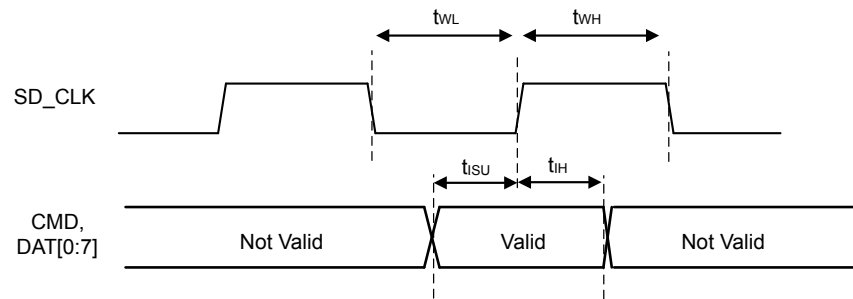 tWL tWH
SD_CLK
tISU tIH
CMD,
DAT[0:7]
Not Valid Valid Not Valid